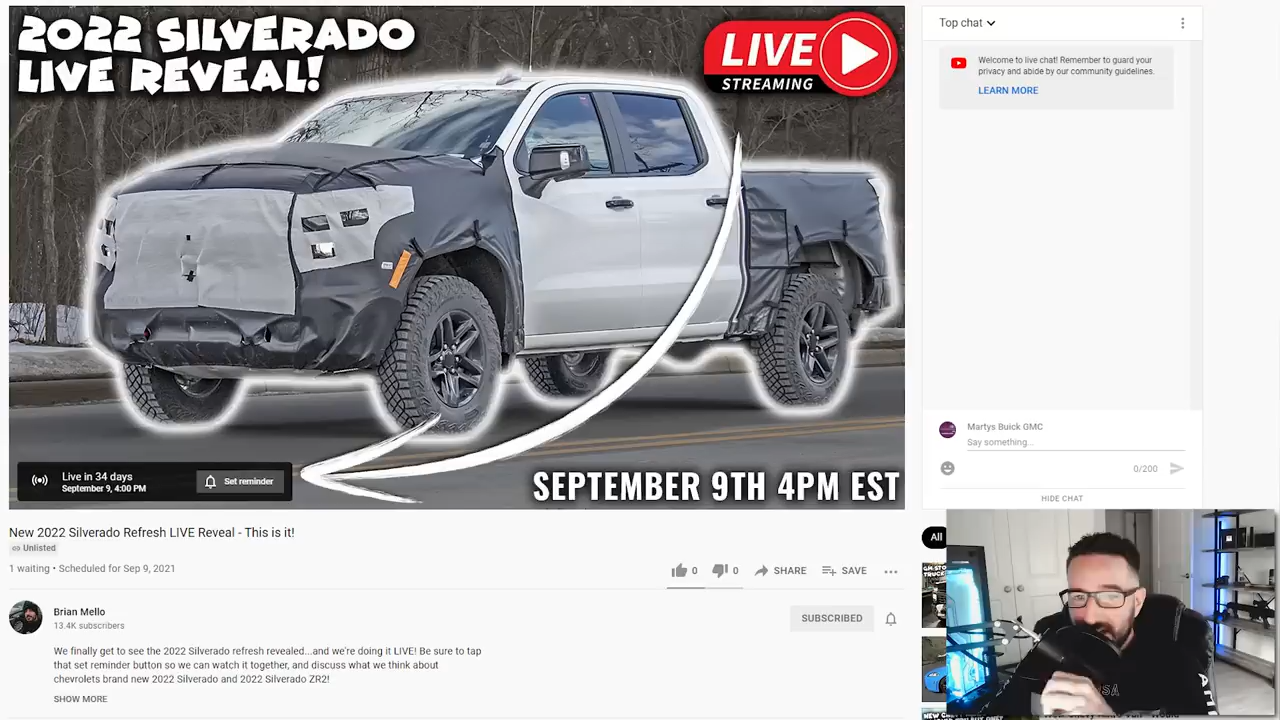 2022 SILVERADO
LIVE REVEAL!
LIVE
STREAMING
Live in 34 days
September 9, 4:00 PM
Set reminder
SEPTEMBER 9TH 4PM EST
New 2022 Silverado Refresh LIVE Reveal - This is it!
Unlisted
1 waiting • Scheduled for Sep 9, 2021
0
0
SHARE
SAVE
Brian Mello
13.4K subscribers
SUBSCRIBED
We finally get to see the 2022 Silverado refresh revealed...and we're doing it LIVE! Be sure to tap
that set reminder button so we can watch it together, and discuss what we think about
chevrolets brand new 2022 Silverado and 2022 Silverado ZR2!
SHOW MORE
Top chat
Welcome to live chat! Remember to guard your
privacy and abide by our community guidelines.
LEARN MORE
Martys Buick GMC
Say something...
0/200
HIDE CHAT
All